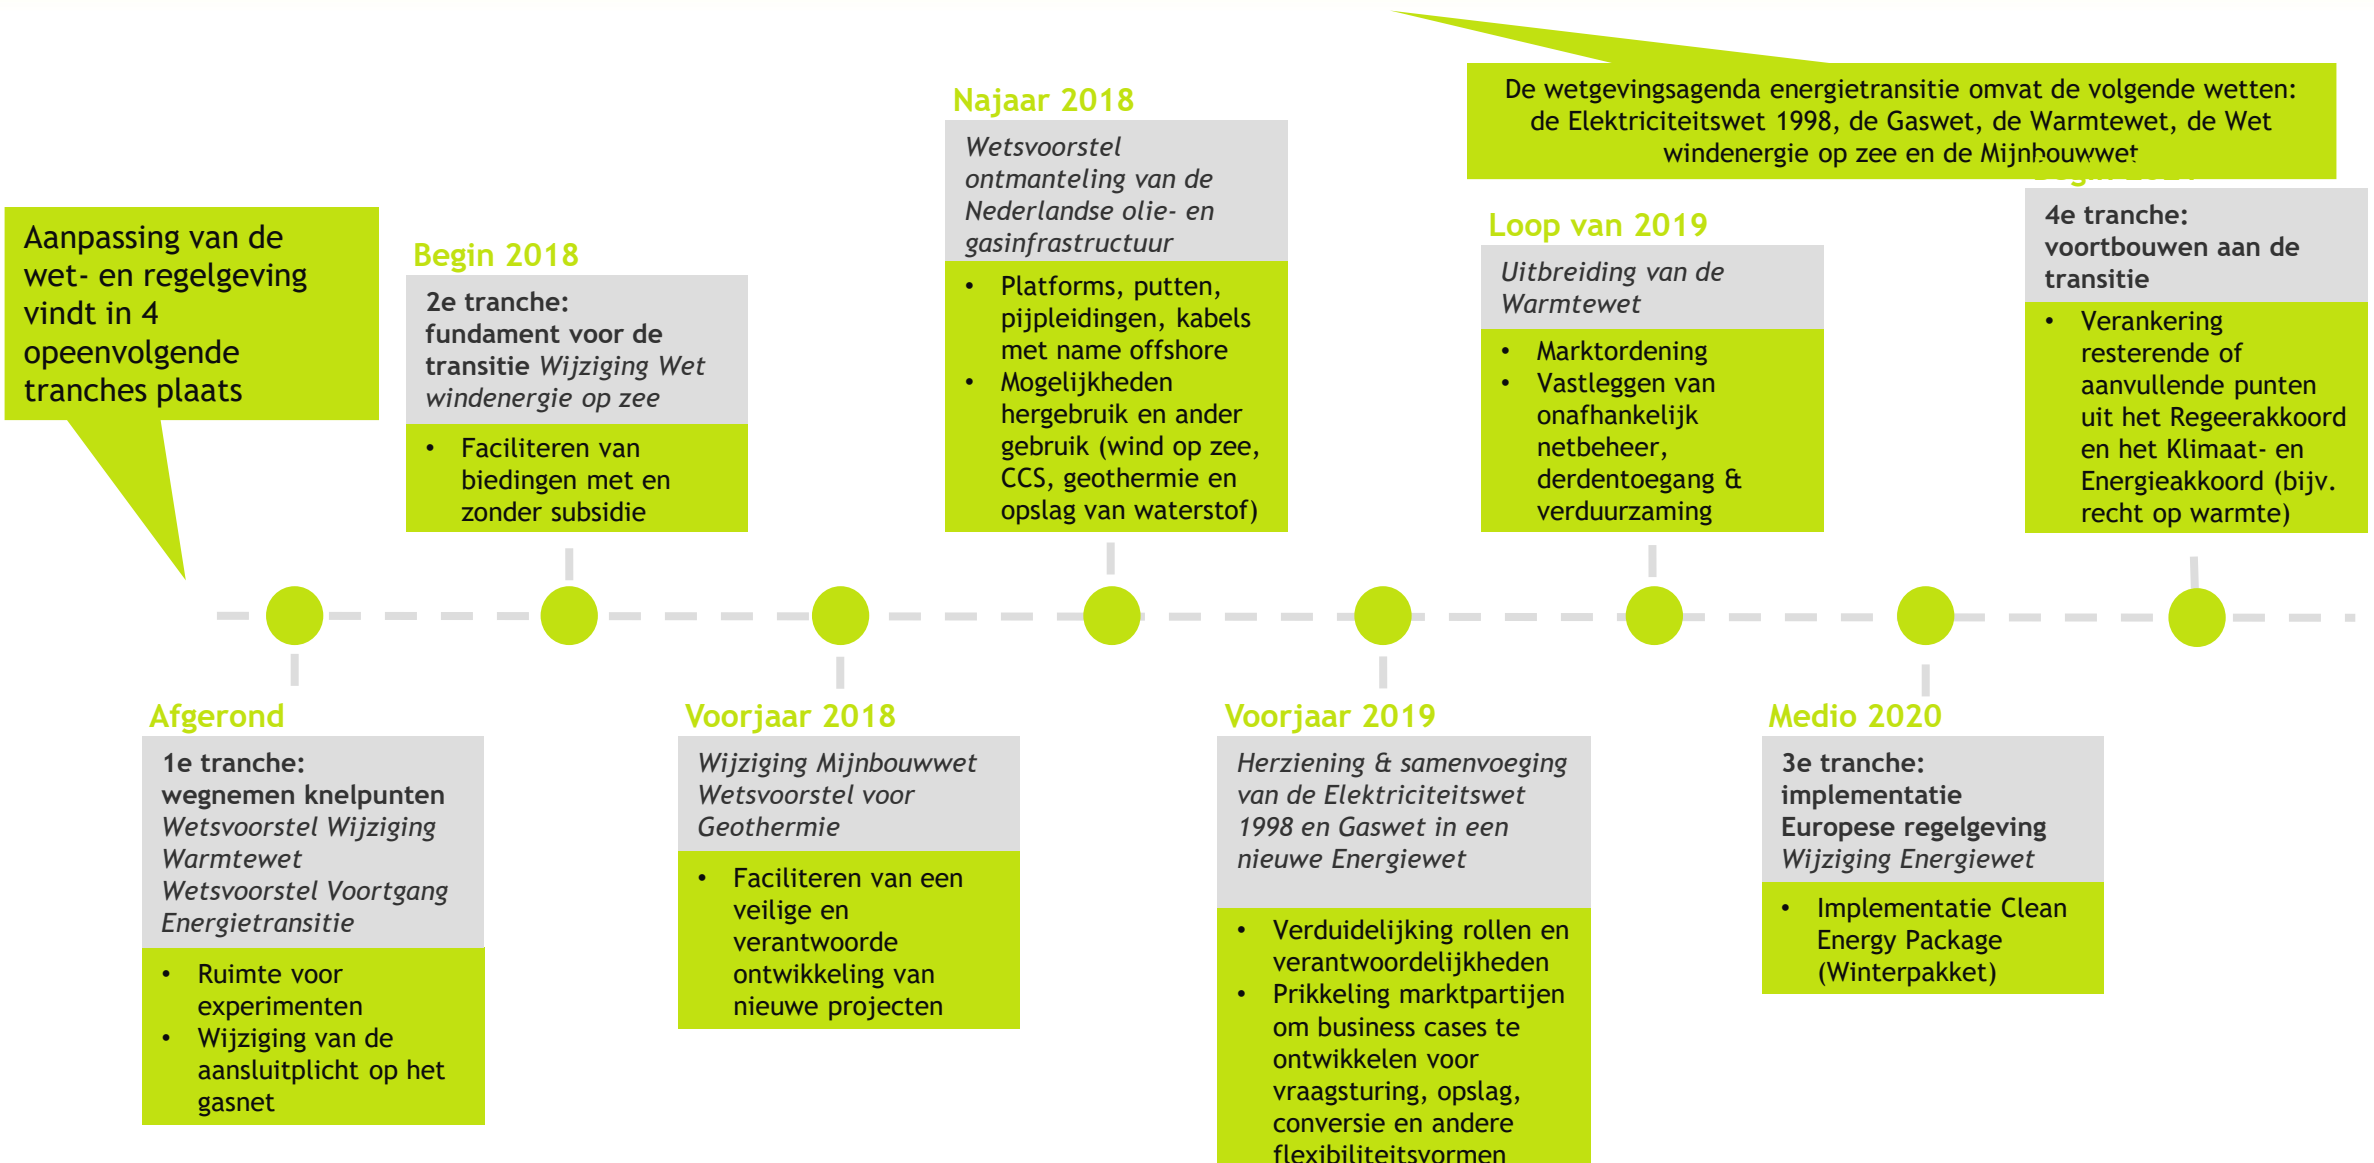 De wetgevingsagenda energietransitie omvat de volgende wetten:
de Elektriciteitswet 1998, de Gaswet, de Warmtewet, de Wet
windenergie op zee en de Mijnbouwwet
Aanpassing van de
wet- en regelgeving
vindt in 4
opeenvolgende
tranches plaats
Afgerond
1e tranche:
wegnemen knelpunten
Wetsvoorstel Wijziging
Warmtewet
Wetsvoorstel Voortgang
Energietransitie
• Ruimte voor
experimenten
• Wijziging van de
aansluitplicht op het
gasnet
Begin 2018
2e tranche:
fundament voor de
transitie Wijziging Wet
windenergie op zee
• Faciliteren van
biedingen met en
zonder subsidie
Voorjaar 2018
Wijziging Mijnbouwwet
Wetsvoorstel voor
Geothermie
• Faciliteren van een
veilige en
verantwoorde
ontwikkeling van
nieuwe projecten
Najaar 2018
Wetsvoorstel
ontmanteling van de
Nederlandse olie- en
gasinfrastructuur
• Platforms, putten,
pijpleidingen, kabels
met name offshore
• Mogelijkheden
hergebruik en ander
gebruik (wind op zee,
CCS, geothermie en
opslag van waterstof)
Voorjaar 2019
Herziening & samenvoeging
van de Elektriciteitswet
1998 en Gaswet in een
nieuwe Energiewet
• Verduidelijking rollen en
verantwoordelijkheden
• Prikkeling marktpartijen
om business cases te
ontwikkelen voor
vraagsturing, opslag,
conversie en andere
flexibiliteitsvormen
Loop van 2019
Uitbreiding van de
Warmtewet
• Marktordening
• Vastleggen van
onafhankelijk
netbeheer,
derdentoegang &
verduurzaming
Medio 2020
3e tranche:
implementatie
Europese regelgeving
Wijziging Energiewet
• Implementatie Clean
Energy Package
(Winterpakket)
4e tranche:
voortbouwen aan de
transitie
• Verankering
resterende of
aanvullende punten
uit het Regeerakkoord
en het Klimaat- en
Energieakkoord (bijv.
recht op warmte)